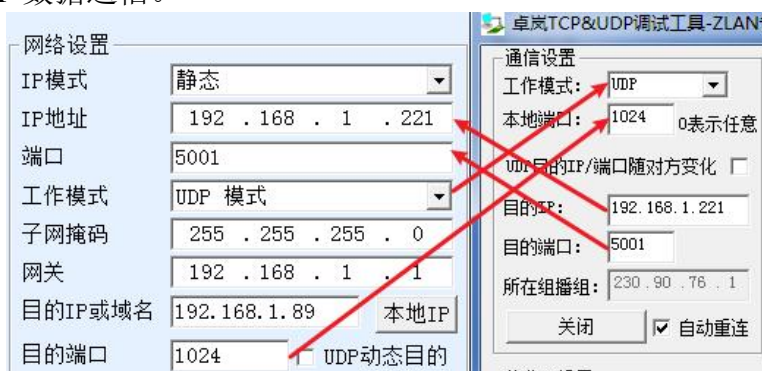 网络设置
IP模式 静态
IP地址 192 . 168 . 1 . 221
端口 5001
工作模式 UDP 模式
子网掩码 255 . 255 . 255 . 0
网关 192 . 168 . 1 . 1
目的IP或域名 192.168.1.89 本地IP
目的端口 1024 UDP动态目的
卓岚TCP&UDP调试工具-ZLAN
通信设置
工作模式: UDP
本地端口: 1024 0表示任意
UDP目的IP/端口随对方变化
目的IP: 192.168.1.221
目的端口: 5001
所在组播组: 230 . 90 . 76 . 1
关闭 自动重连